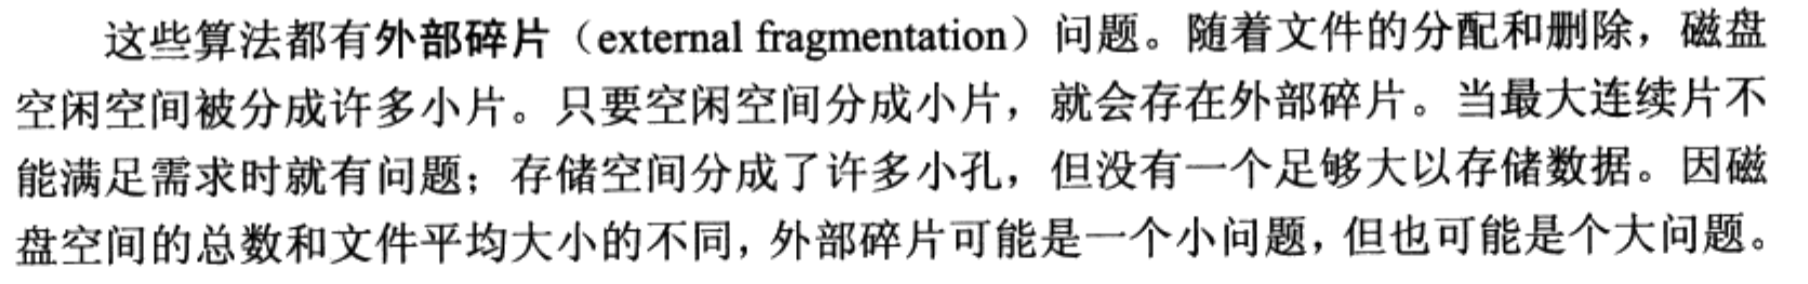 这些算法都有外部碎片（external fragmentation）问题。随着文件的分配和删除，磁盘
空闲空间被分成许多小片。只要空闲空间分成小片，就会存在外部碎片。当最大连续片不
能满足需求时就有问题；存储空间分成了许多小孔，但没有一个足够大以存储数据。因磁
盘空间的总数和文件平均大小的不同，外部碎片可能是一个小问题，但也可能是个大问题。